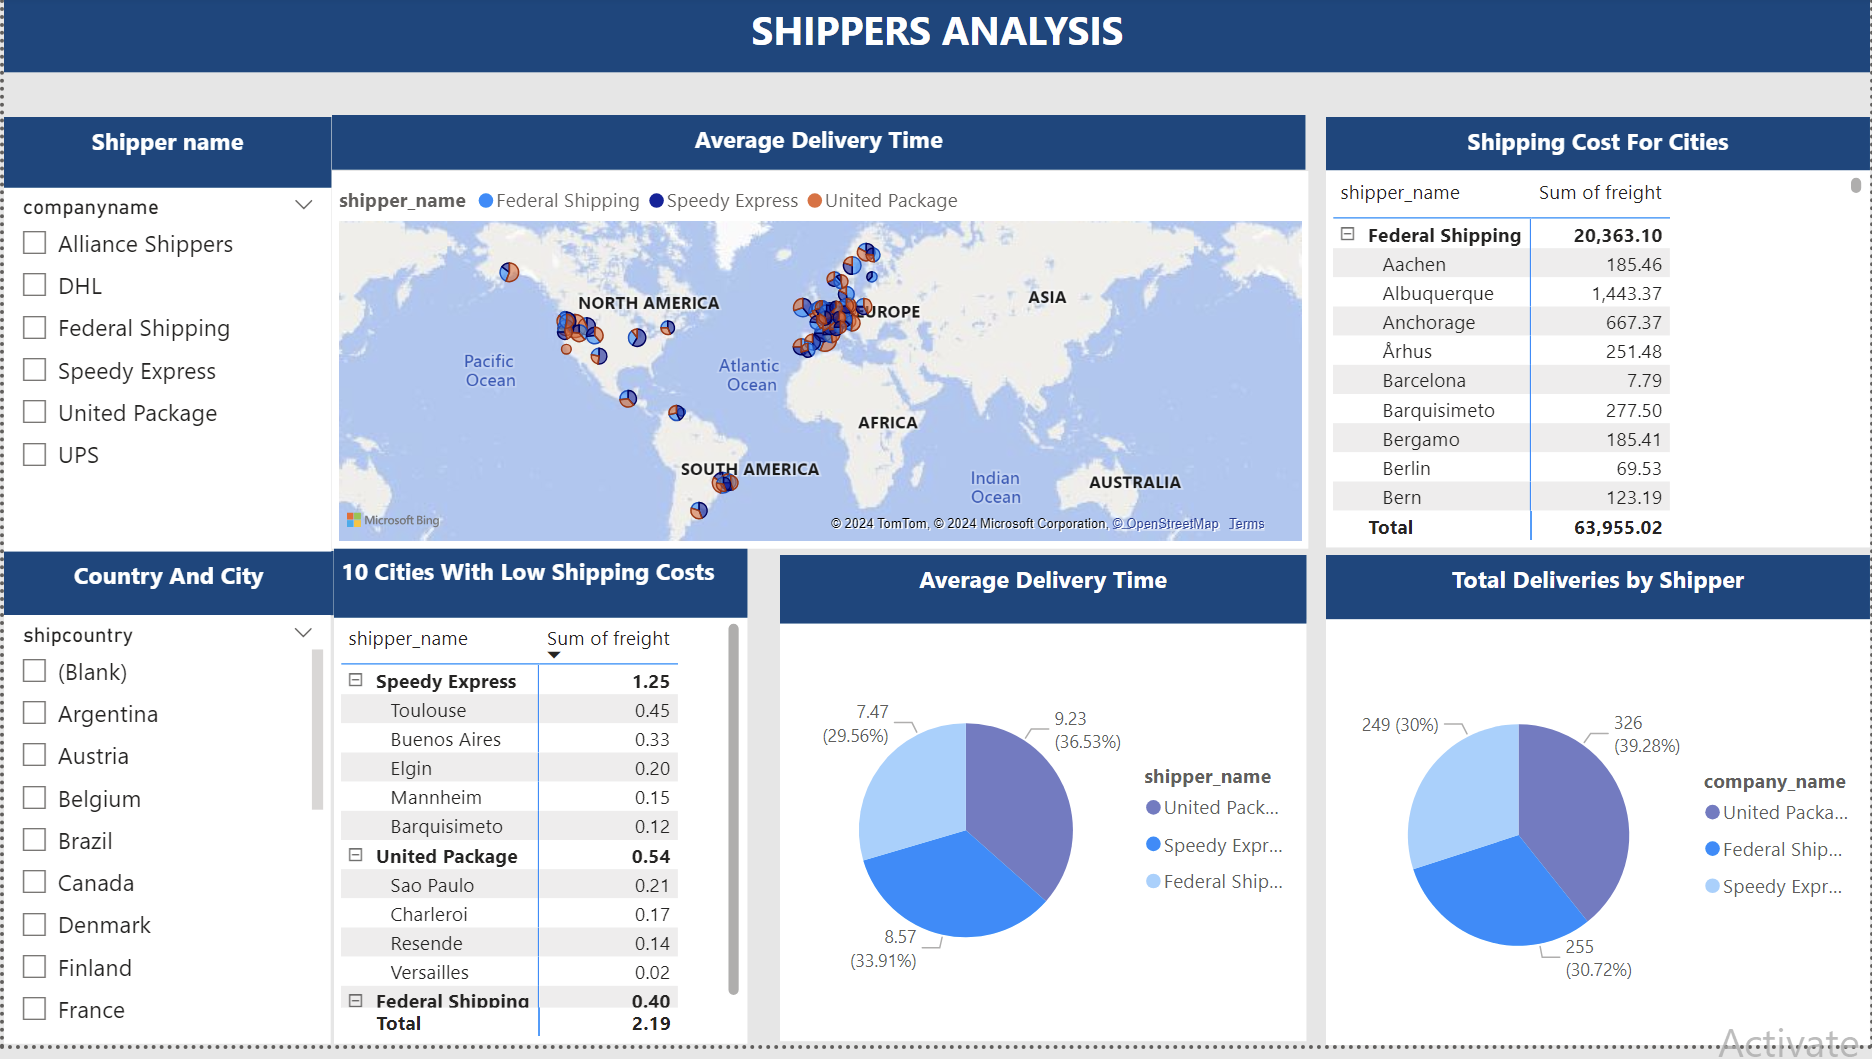 SHIPPERS ANALYSIS
Shipper name
companyname
Alliance Shippers
DHL
Federal Shipping
Speedy Express
United Package
UPS
Average Delivery Time
shipper_name Federal Shipping Speedy Express United Package
NORTH AMERICA
EUROPE
ASIA
Pacific
Ocean
Atlantic
Ocean
AFRICA
SOUTH AMERICA
Indian
Ocean
AUSTRALIA
Microsoft Bing
© 2024 TomTom, © 2024 Microsoft Corporation, © OpenStreetMap Terms
Shipping Cost For Cities
shipper_name Sum of freight
Federal Shipping 20,363.10
Aachen 185.46
Albuquerque 1,443.37
Anchorage 667.37
Århus 251.48
Barcelona 7.79
Barquisimeto 277.50
Bergamo 185.41
Berlin 69.53
Bern 123.19
Total 63,955.02
Country And City
shipcountry
(Blank)
Argentina
Austria
Belgium
Brazil
Canada
Denmark
Finland
France
10 Cities With Low Shipping Costs
shipper_name Sum of freight
Speedy Express 1.25
Toulouse 0.45
Buenos Aires 0.33
Elgin 0.20
Mannheim 0.15
Barquisimeto 0.12
United Package 0.54
Sao Paulo 0.21
Charleroi 0.17
Resende 0.14
Versailles 0.02
Federal Shipping 0.40
Total 2.19
Average Delivery Time
7.47
(29.56%)
9.23
(36.53%)
8.57
(33.91%)
shipper_name
United Pack...
Speedy Expr...
Federal Ship...
Total Deliveries by Shipper
249 (30%)
326
(39.28%)
255
(30.72%)
company_name
United Packa...
Federal Ship...
Speedy Expr...
Activate